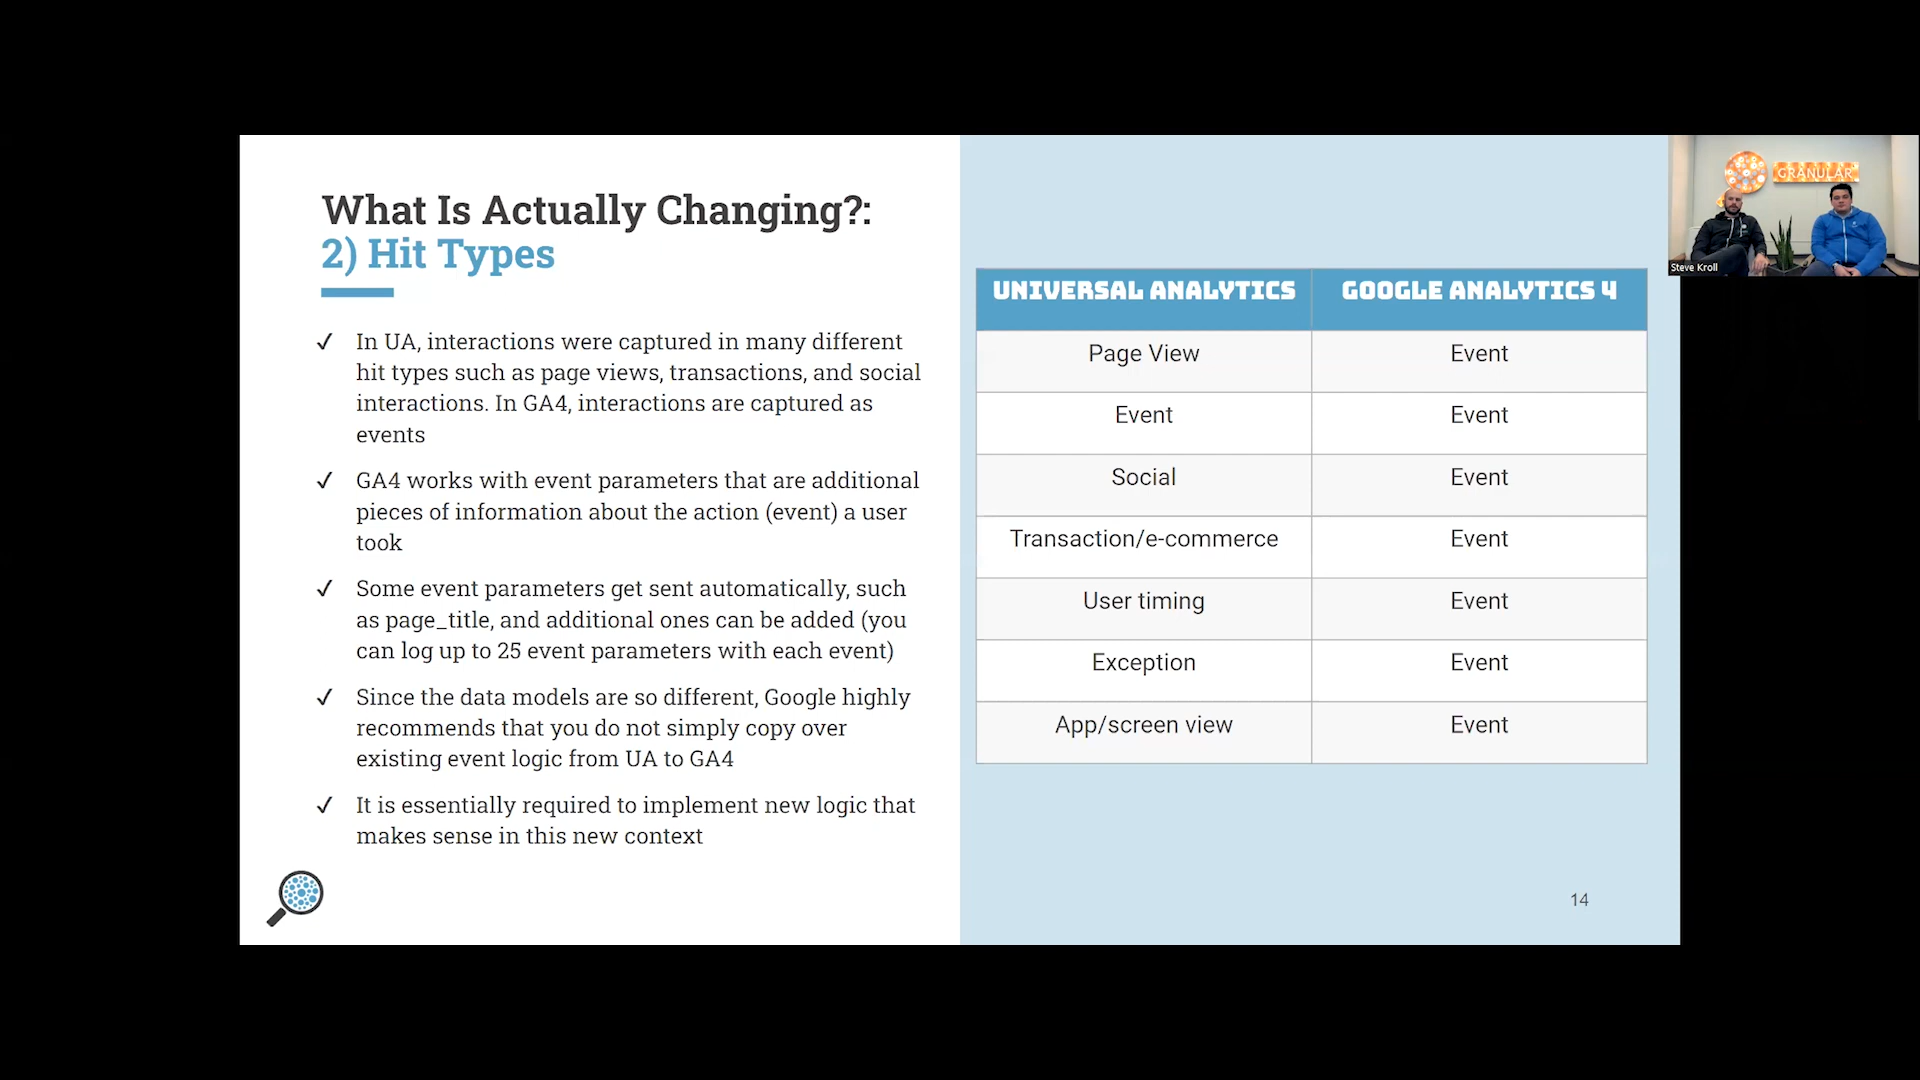 What Is Actually Changing?:
2) Hit Types
✓ In UA, interactions were captured in many different
hit types such as page views, transactions, and social
interactions. In GA4, interactions are captured as
events
✓ GA4 works with event parameters that are additional
pieces of information about the action (event) a user
took
✓ Some event parameters get sent automatically, such
as page_title, and additional ones can be added (you
can log up to 25 event parameters with each event)
✓ Since the data models are so different, Google highly
recommends that you do not simply copy over
existing event logic from UA to GA4
✓ It is essentially required to implement new logic that
makes sense in this new context
UNIVERSAL ANALYTICS GOOGLE ANALYTICS 4
Page View Event
Event Event
Social Event
Transaction/e-commerce Event
User timing Event
Exception Event
App/screen view Event
14
GRANULAR
Steve Kroll